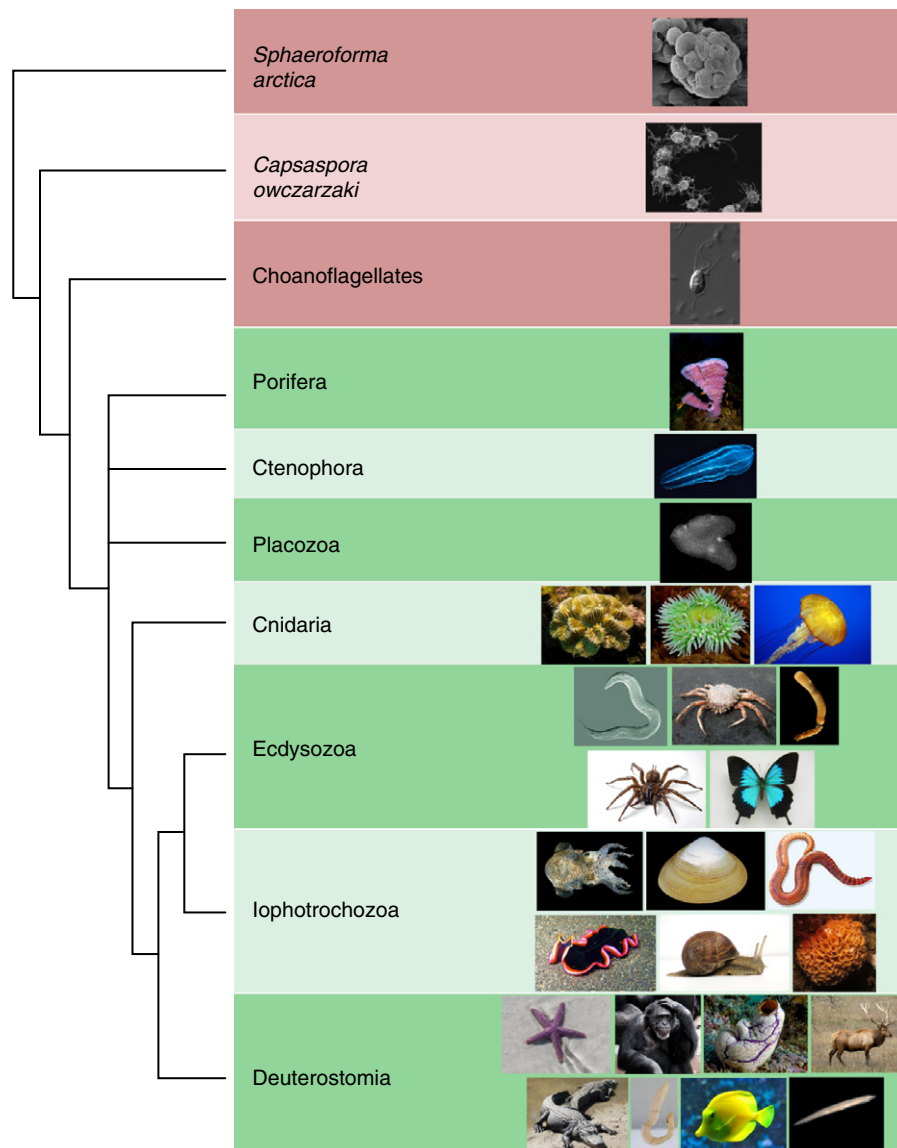 Sphaeroforma
arctica
Capsaspora
owczarzaki
Choanoflagellates
Porifera
Ctenophora
Placozoa
Cnidaria
Ecdysozoa
lophotrochozoa
Deuterostomia